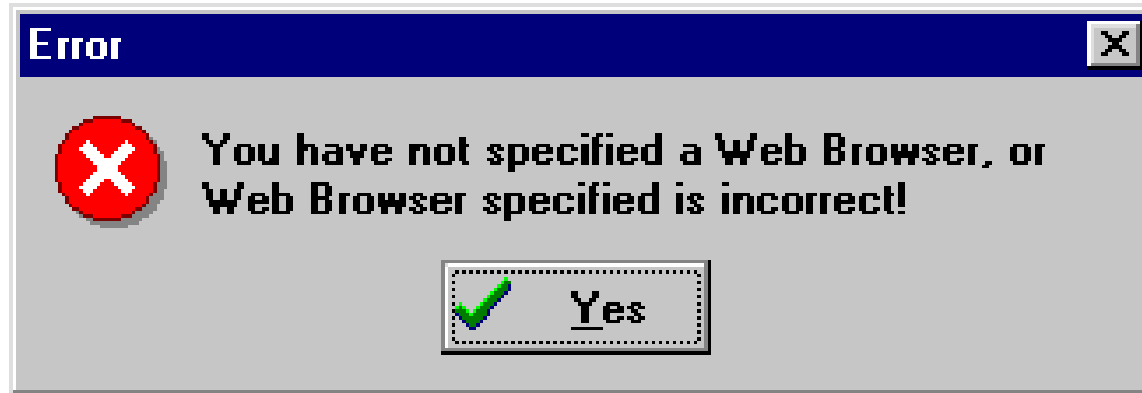 Error
You have not specified a Web Browser, or
Web Browser specified is incorrect!
Yes